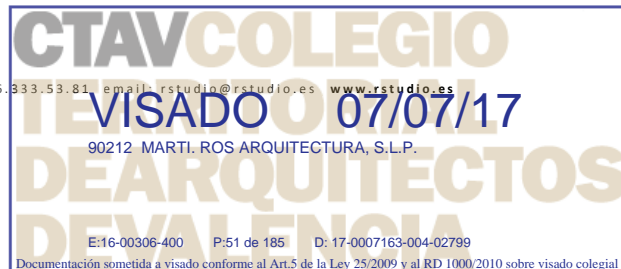 CTAVCOLEGIO
5.333.53.81 email: rstudio@rstudio.es www.rstudio.es
TERRITORIAL
VISADO 07/07/17
90212 MARTI. ROS ARQUITECTURA, S.L.P.
DEARQUITECTOS
DEVALENCIA
E:16-00306-400 P:51 de 185 D: 17-0007163-004-02799
Documentación sometida a visado conforme al Art.5 de la Ley 25/2009 y al RD 1000/2010 sobre visado colegial